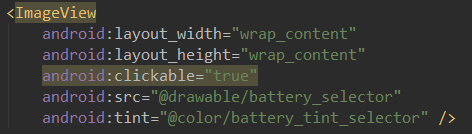 <ImageView
android:layout_width="wrap_content"
android:layout_height="wrap_content"
android:clickable="true"
android:src="@drawable/battery_selector"
android:tint="@color/battery_tint_selector" />